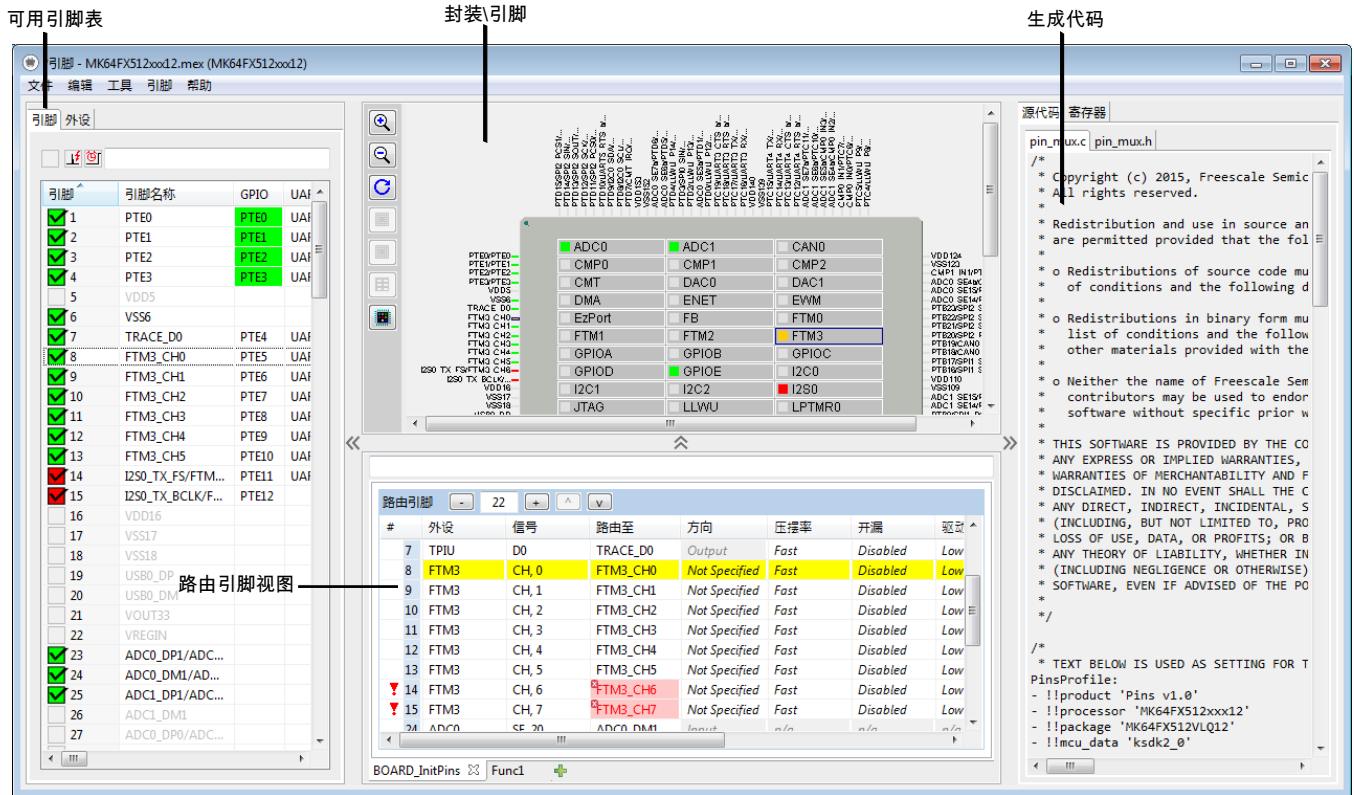 可用引脚表
封装\引脚
生成代码
引脚 - MK64FX512xxx12.mex (MK64FX512xxx12)
文件 编辑 工具 引脚 帮助
引脚 外设
引脚 引脚名称 GPIO
1 PTE0 PTE0
2 PTE1 PTE1
3 PTE2 PTE2
4 PTE3 PTE3
5 VDD5
6 VSS6
7 TRACE_D0 PTE4
8 FTM3_CH0 PTE5
9 FTM3_CH1 PTE6
10 FTM3_CH2 PTE7
11 FTM3_CH3 PTE8
12 FTM3_CH4 PTE9
13 FTM3_CH5 PTE10
14 I2S0_TX_FS/FTM... PTE11
15 I2S0_TX_BCLK/F... PTE12
16 VDD16
17 VSS17
18 VSS18
19 USB0_DP
20 USB0_DM
21 VOUT33
22 VREGIN
23 ADC0_DP1/ADC...
24 ADC0_DM1/AD...
25 ADC1_DP1/ADC...
26 ADC1_DM1
27 ADC0_DP0/ADC...
路由引脚视图
ADC0 ADC1 CAN0
CMP0 CMP1 CMP2
CMT DAC0 DAC1
DMA ENET EWM
EzPort FB FTM0
FTM1 FTM2 FTM3
GPIOA GPIOB GPIOC
GPIOD GPIOE I2C0
I2C1 I2C2 I2S0
JTAG LLWU LPTMR0
路由引脚 - 22 + ^ v
# 外设 信号 路由至 方向 压摆率 开漏 驱动
7 TPIU D0 TRACE_D0 Output Fast Disabled Low
8 FTM3 CH, 0 FTM3_CH0 Not Specified Fast Disabled Low
9 FTM3 CH, 1 FTM3_CH1 Not Specified Fast Disabled Low
10 FTM3 CH, 2 FTM3_CH2 Not Specified Fast Disabled Low
11 FTM3 CH, 3 FTM3_CH3 Not Specified Fast Disabled Low
12 FTM3 CH, 4 FTM3_CH4 Not Specified Fast Disabled Low
13 FTM3 CH, 5 FTM3_CH5 Not Specified Fast Disabled Low
14 FTM3 CH, 6 FTM3_CH6 Not Specified Fast Disabled Low
15 FTM3 CH, 7 FTM3_CH7 Not Specified Fast Disabled Low
24 ADC0 SE, 20 ADC0_DM1 Input n/a n/a n/a
BOARD_InitPins Func1
源代码 寄存器
pin_mux.c pin_mux.h
/*
* Copyright (c) 2015, Freescale Semic
* All rights reserved.
*
* Redistribution and use in source an
* are permitted provided that the fol
*
* o Redistributions of source code mu
* of conditions and the following d
*
* o Redistributions in binary form mu
* list of conditions and the follow
* other materials provided with the
*
* o Neither the name of Freescale Sem
* contributors may be used to endor
* software without specific prior w
*
* THIS SOFTWARE IS PROVIDED BY THE CO
* ANY EXPRESS OR IMPLIED WARRANTIES,
* WARRANTIES OF MERCHANTABILITY AND F
* DISCLAIMED. IN NO EVENT SHALL THE C
* ANY DIRECT, INDIRECT, INCIDENTAL, S
* (INCLUDING, BUT NOT LIMITED TO, PRO
* LOSS OF USE, DATA, OR PROFITS; OR B
* ANY THEORY OF LIABILITY, WHETHER IN
* (INCLUDING NEGLIGENCE OR OTHERWISE)
* SOFTWARE, EVEN IF ADVISED OF THE PO
*
*/
/*
* TEXT BELOW IS USED AS SETTING FOR T
PinsProfile:
- !!product 'Pins v1.0'
- !!processor 'MK64FX512xxx12'
- !!package 'MK64FX512VLQ12'
- !!mcu_data 'ksdk2_0'